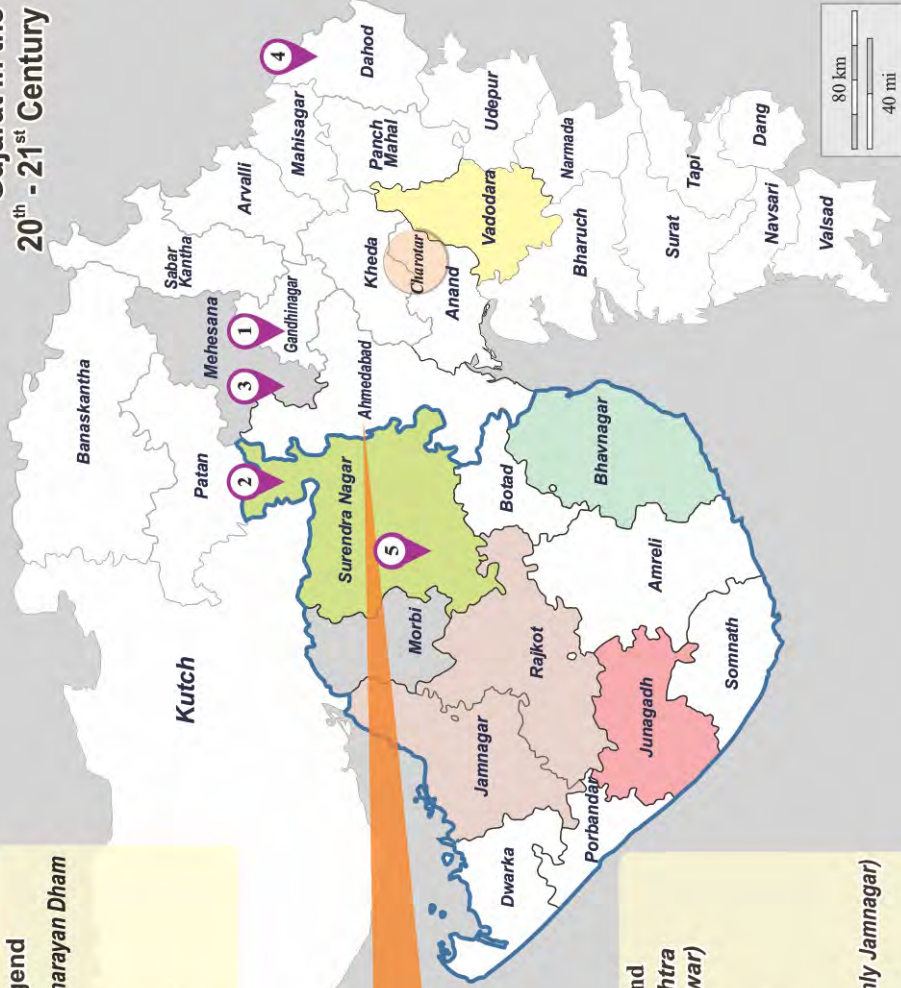 Gujarat in the
20th - 21st Century
gend
narayan Dham
Banaskantha
Patan
Mehesana
Sabar
Kantha
Arvalli
Gandhinagar
Mahisagar
Dahod
Panch
Mahal
Kheda
Charotar
Anand
Vadodara
Udepur
Narmada
Bharuch
Surat
Tapi
Dang
Navsari
Valsad
Kutch
Surendra Nagar
Ahmedabad
Morbi
Rajkot
Jamnagar
Dwarka
Porbandar
Junagadh
Somnath
Amreli
Botad
Bhavnagar
1
2
3
4
5
80 km
40 mi
nd
htra
war)
nly Jamnagar)